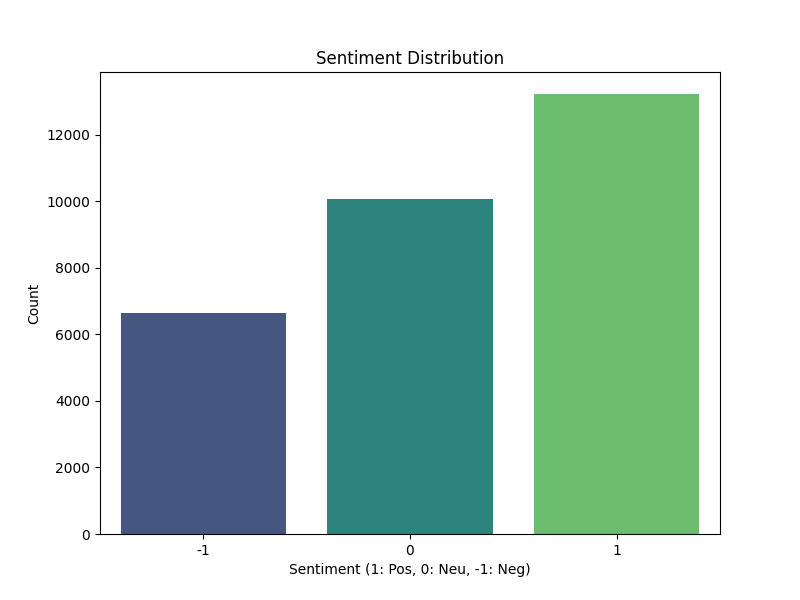 Sentiment Distribution
12000
10000
8000
6000
4000
2000
0
Count
-1 0 1
Sentiment (1: Pos, 0: Neu, -1: Neg)